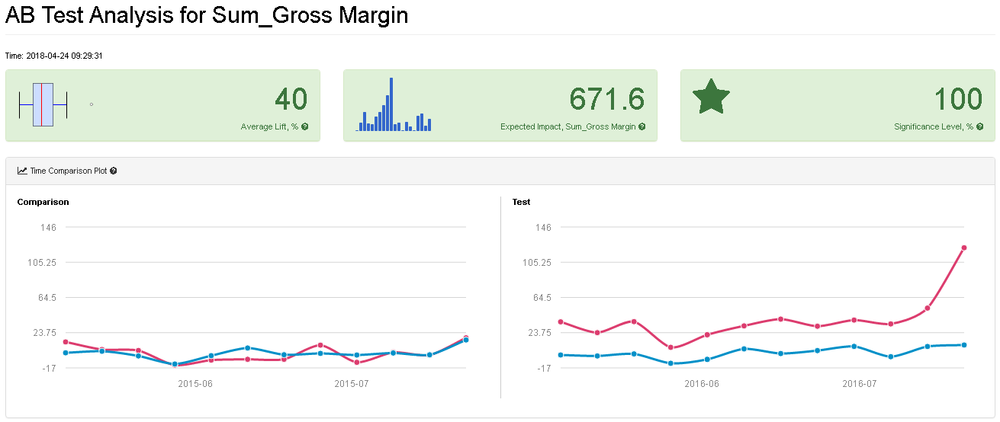 AB Test Analysis for Sum_Gross Margin
Time: 2018-04-24 09:29:31
40
Average Lift, %
671.6
Expected Impact, Sum_Gross Margin
100
Significance Level, %
Time Comparison Plot
Comparison
146
105.25
64.5
23.75
-17
2015-06
2015-07
Test
146
105.25
64.5
23.75
-17
2016-06
2016-07